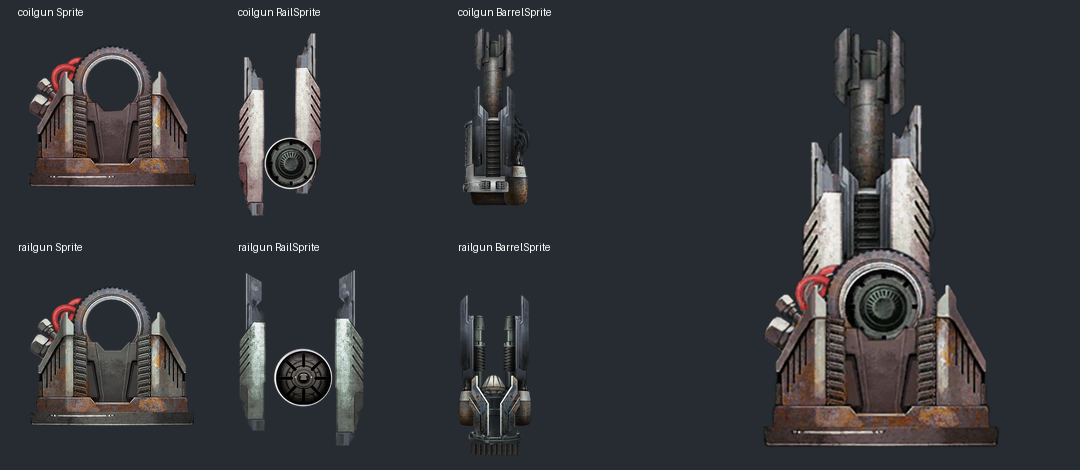 coilgun Sprite
coilgun RailSprite
coilgun BarrelSprite
railgun Sprite
railgun RailSprite
railgun BarrelSprite